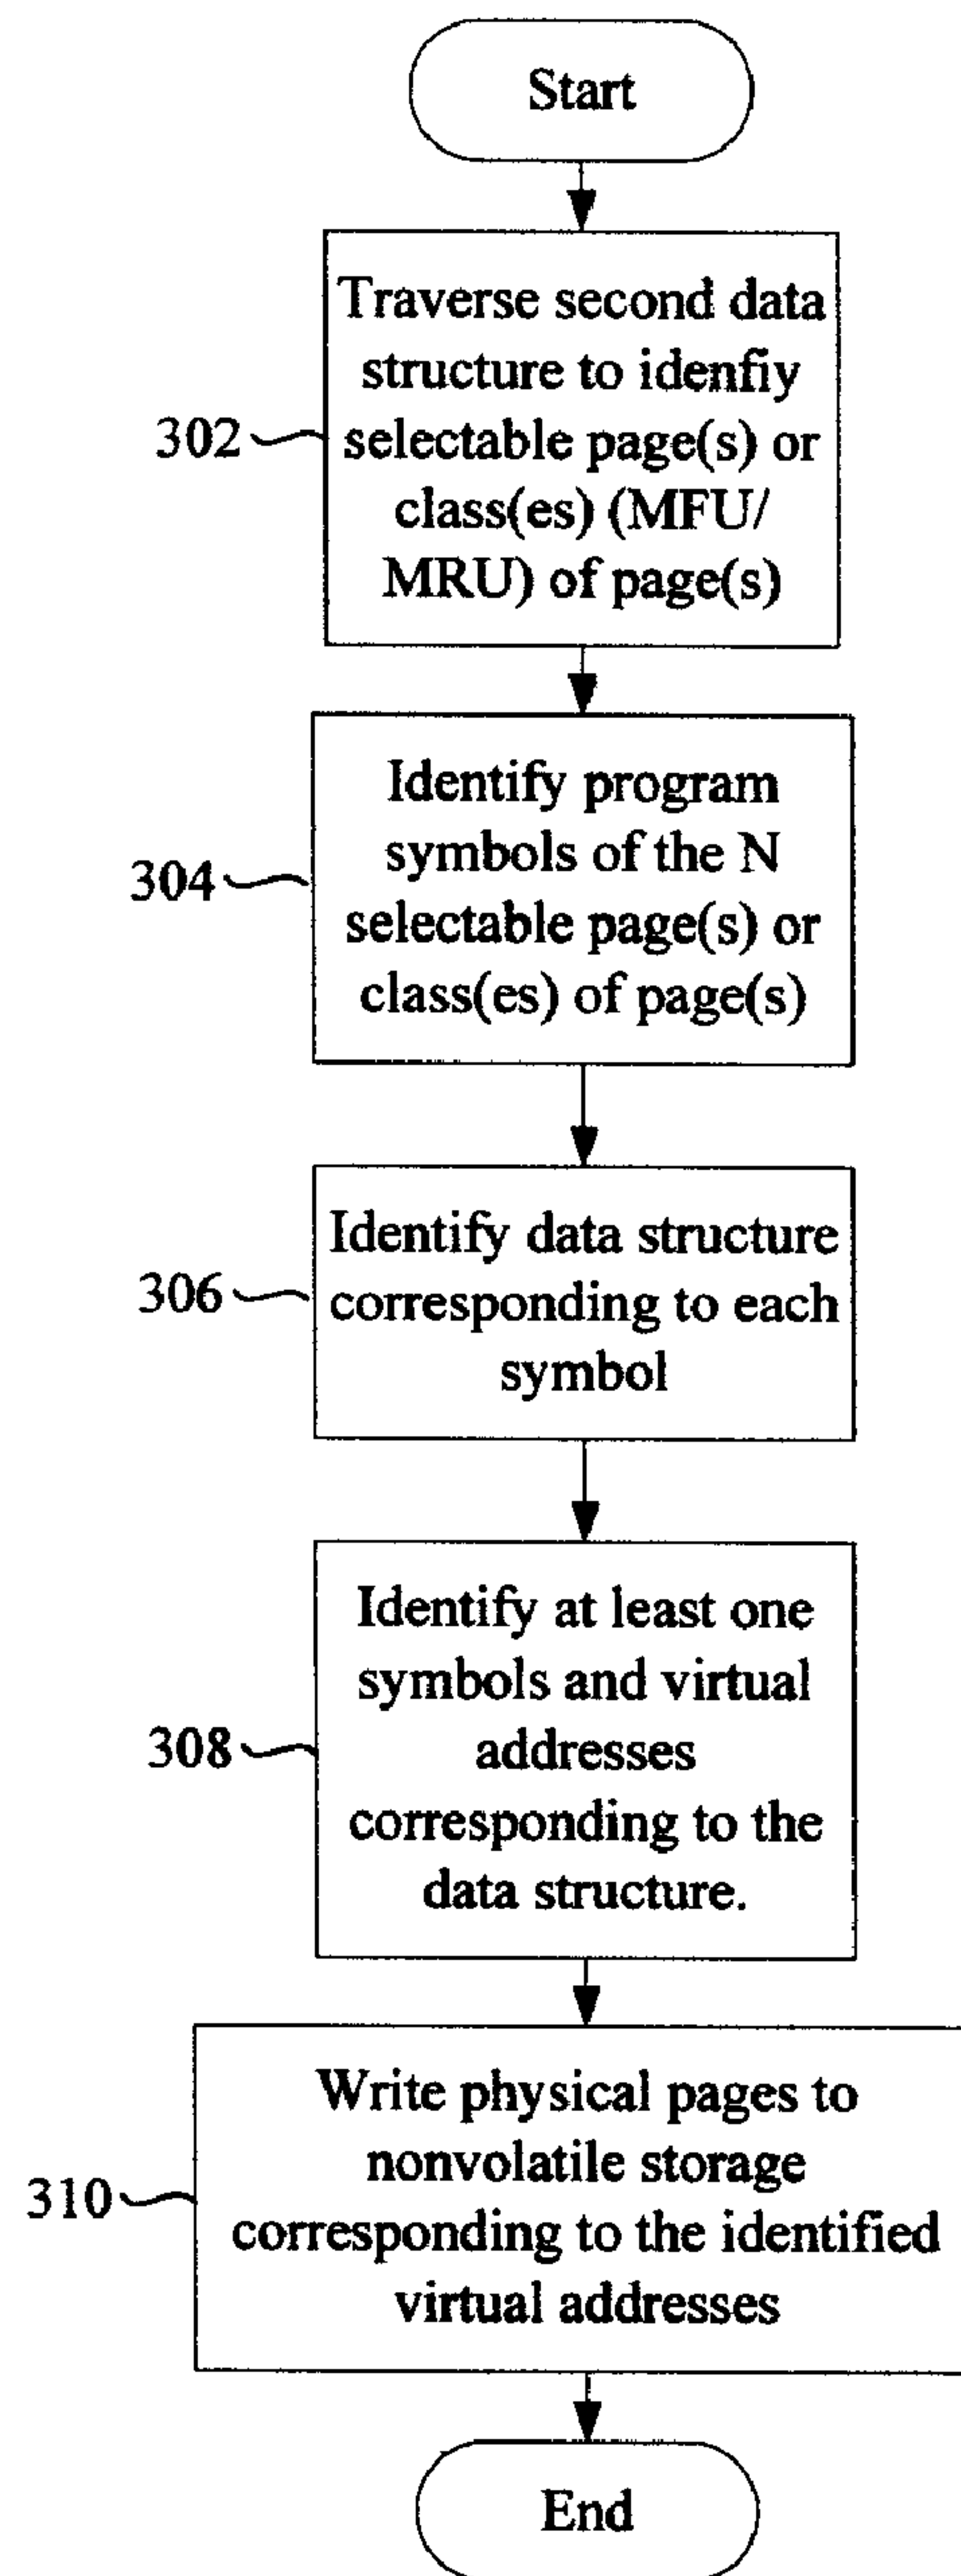 Start
Traverse second data
structure to idenfiy
302
selectable page(s) or
class(es) (MFU/
MRU) of page(s)
Identify program
symbols of the N
304
selectable page(s) or
class(es) of page(s)
Identify data structure
306
corresponding to each
symbol
Identify at least one
symbols and virtual
308
addresses
corresponding to the
data structure.
Write physical pages to
nonvolatile storage
310
corresponding to the identified
virtual addresses
End